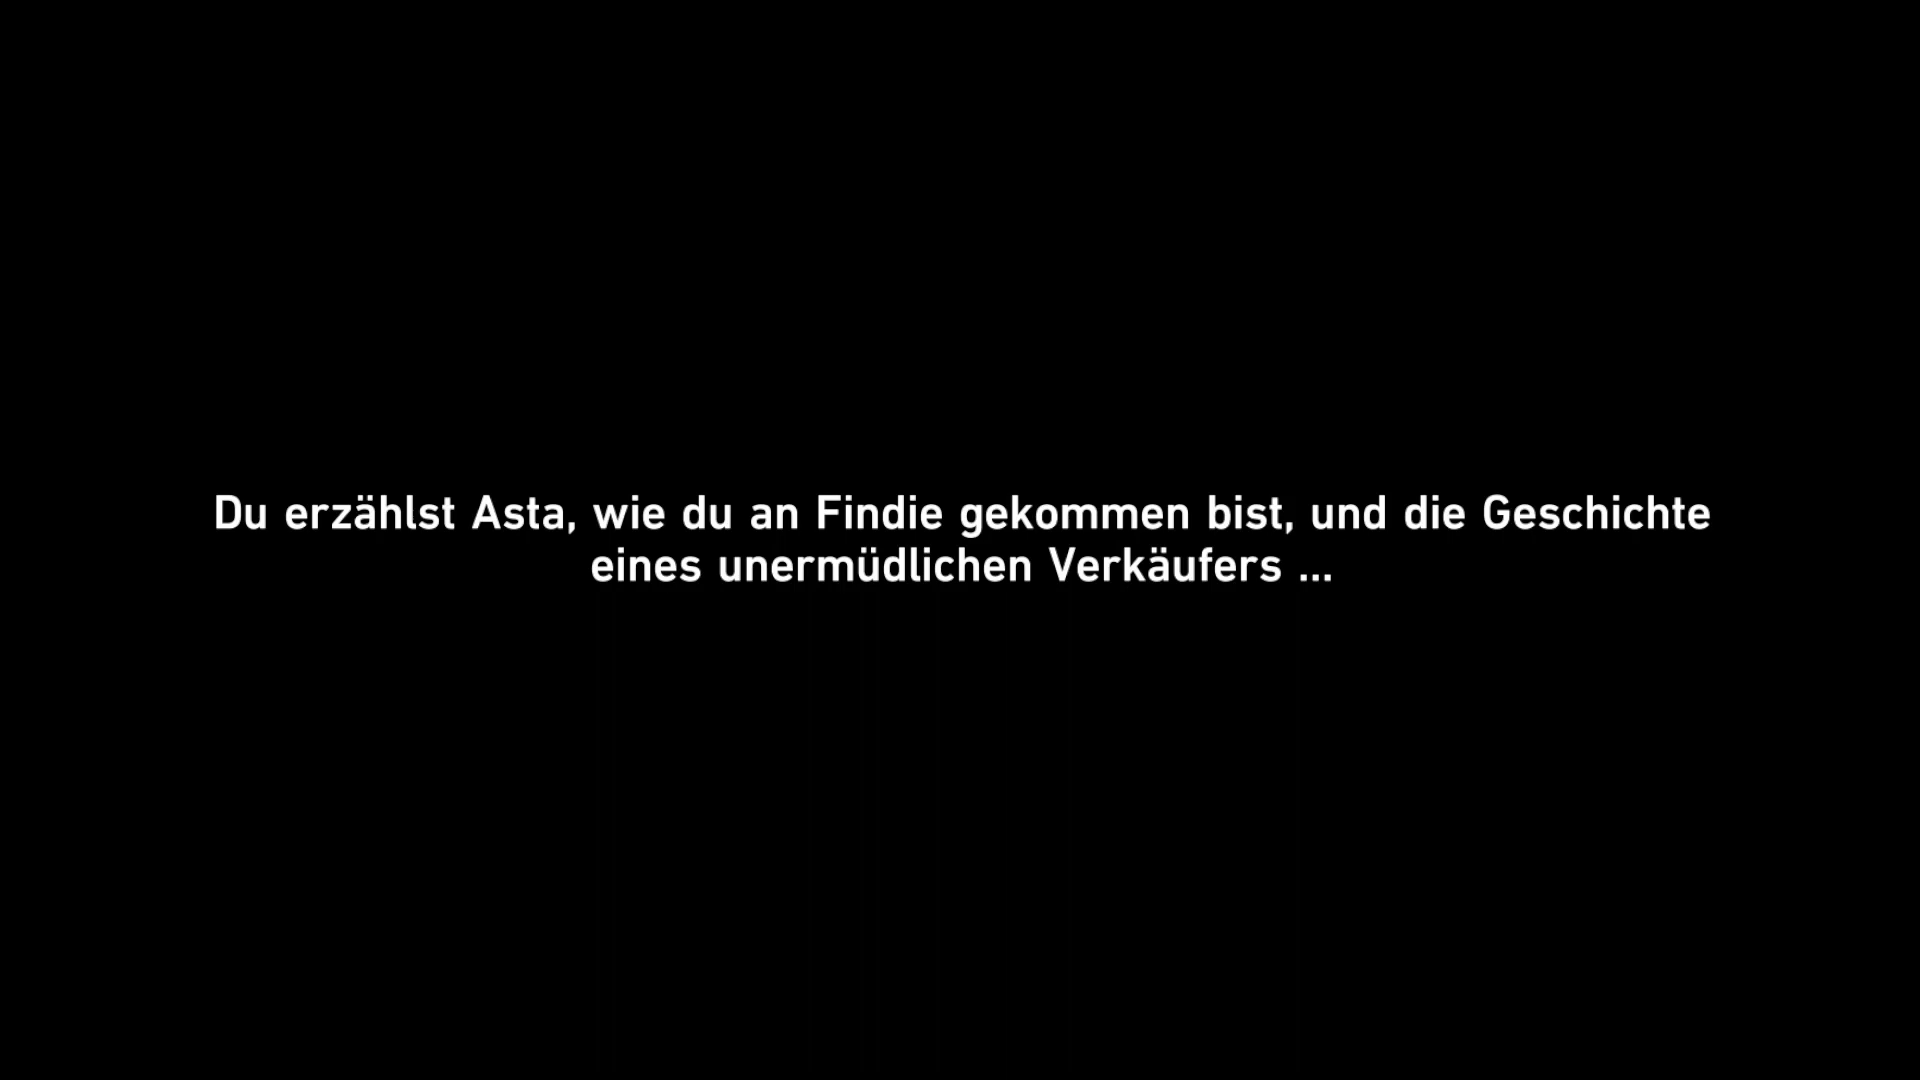 Du erzählst Asta, wie du an Findie gekommen bist, und die Geschichte
eines unermüdlichen Verkäufers ...